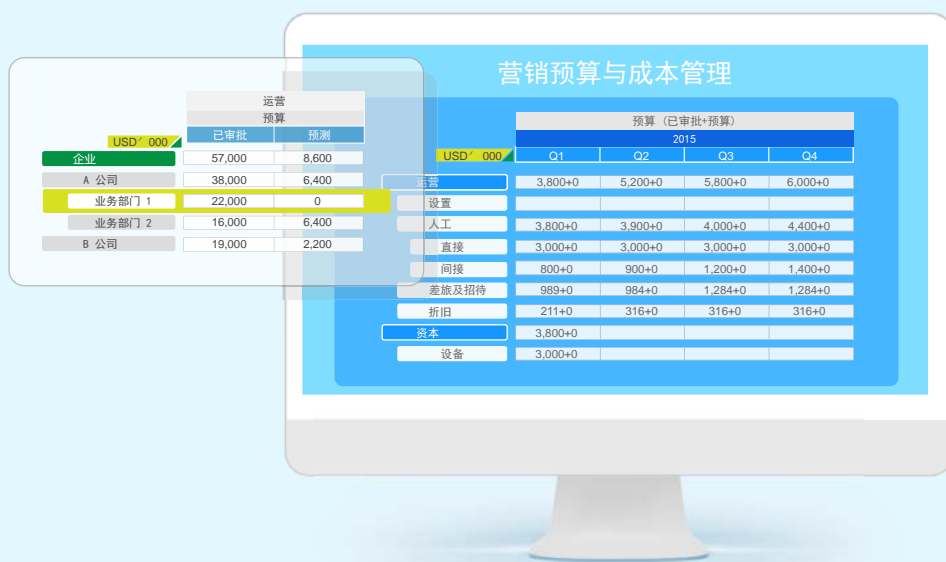 营销预算与成本管理
运营
预算
USD′ 000 已审批 预测
企业 57,000 8,600
A 公司 38,000 6,400
业务部门 1 22,000 0
业务部门 2 16,000 6,400
B 公司 19,000 2,200
预算 (已审批+预算)
2015
USD′ 000 Q1 Q2 Q3 Q4
运营 3,800+0 5,200+0 5,800+0 6,000+0
设置
人工 3,800+0 3,900+0 4,000+0 4,400+0
直接 3,000+0 3,000+0 3,000+0 3,000+0
间接 800+0 900+0 1,200+0 1,400+0
差旅及招待 989+0 984+0 1,284+0 1,284+0
折旧 211+0 316+0 316+0 316+0
资本 3,800+0
设备 3,000+0